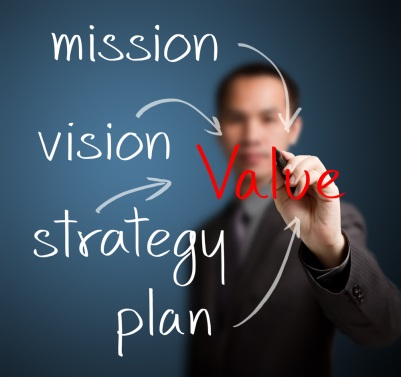 mission
vision
Value
strategy
plan